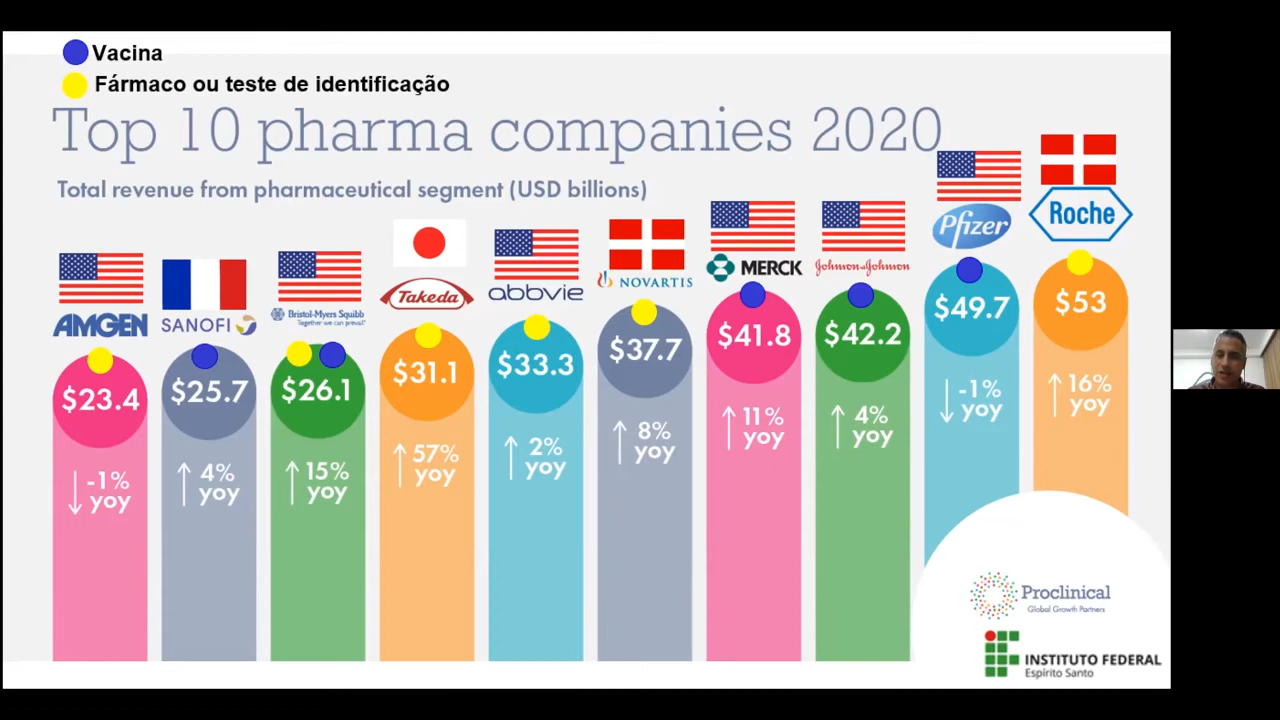 Vacina
Fármaco ou teste de identificação
Top 10 pharma companies 2020
Total revenue from pharmaceutical segment (USD billions)
AMGEN
SANOFI
Bristol-Myers Squibb
Together we can prevail
Takeda
abbvie
NOVARTIS
MERCK
Johnson & Johnson
Pfizer
Roche
$23.4
$25.7
$26.1
$31.1
$33.3
$37.7
$41.8
$42.2
$49.7
$53
-1%
yoy
4%
yoy
15%
yoy
57%
yoy
2%
yoy
8%
yoy
11%
yoy
4%
yoy
-1%
yoy
16%
yoy
Proclinical
Global Growth Partners
INSTITUTO FEDERAL
Espírito Santo